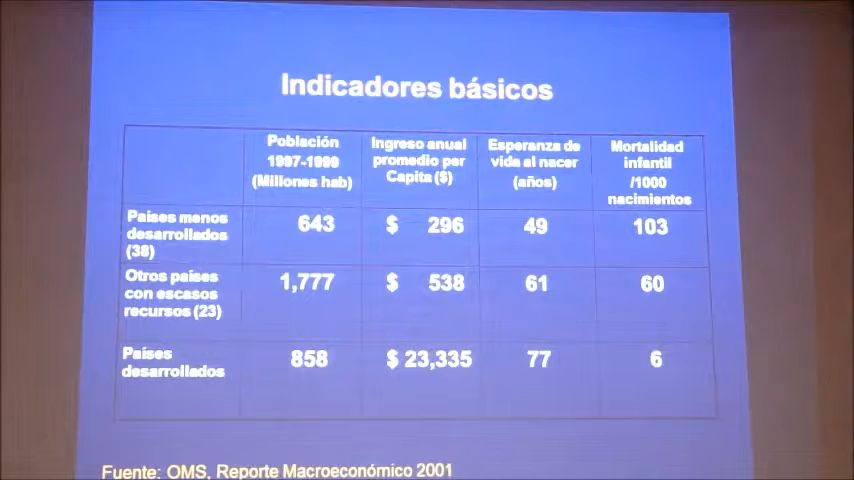 Indicadores básicos
Población
1997-1999
(Millones hab)
Ingreso anual
promedio per
Capita ($)
Esperanza de
vida al nacer
(años)
Mortalidad
infantil
/1000
nacimientos
Países menos
desarrollados
(38)
643
$ 296
49
103
Otros países
con escasos
recursos (23)
1,777
$ 538
61
60
Países
desarrollados
858
$ 23,335
77
6
Fuente: OMS, Reporte Macroeconómico 2001